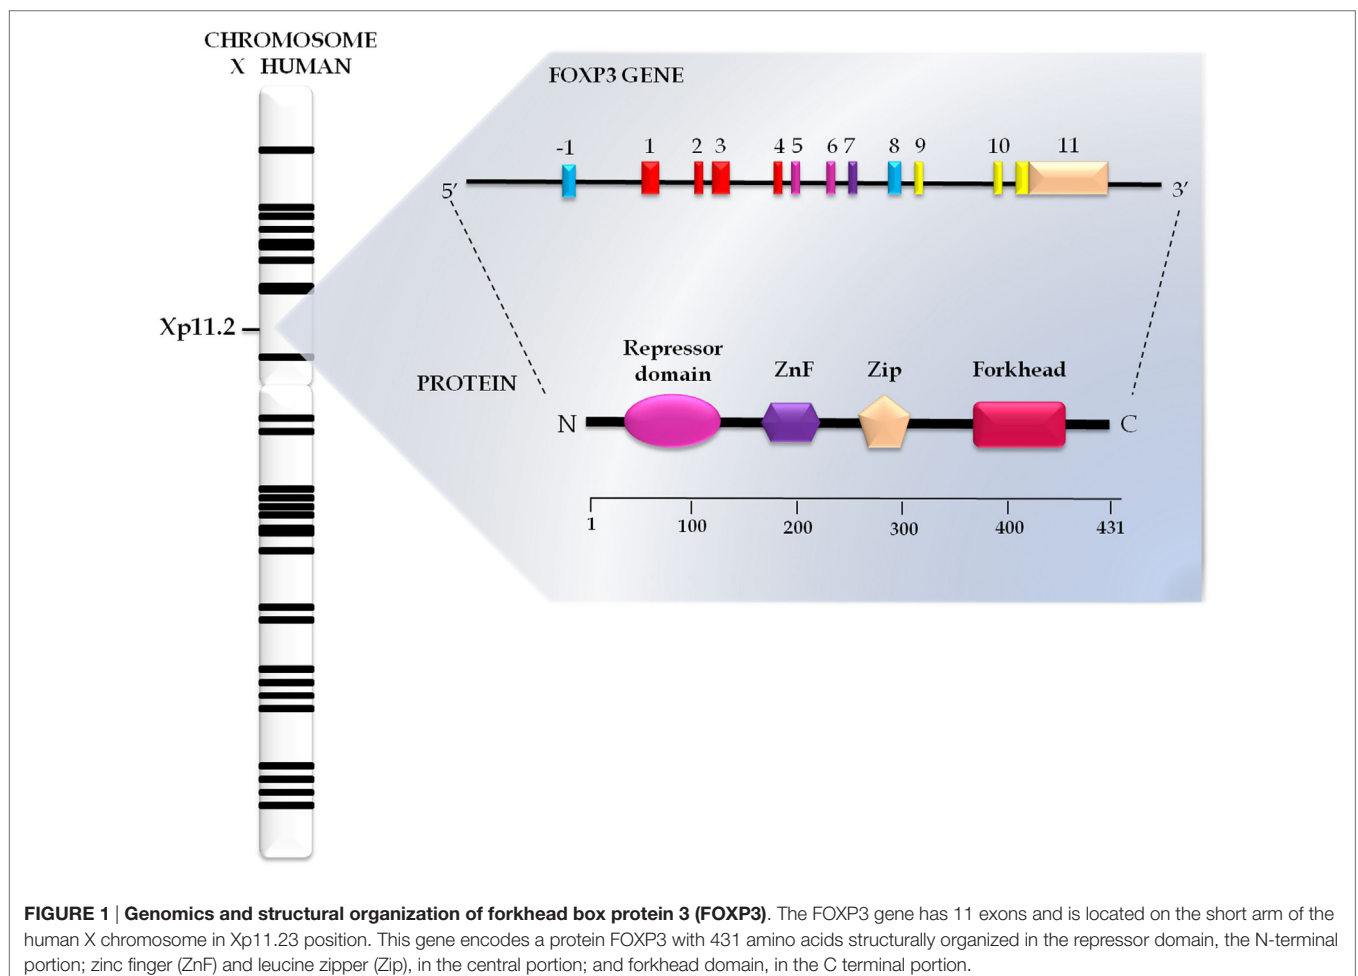 CHROMOSOME
X HUMAN
FOXP3 GENE
-1 1 2 3 4 5 6 7 8 9 10 11
5′ 3′
Xp11.2
PROTEIN
Repressor
domain
ZnF Zip Forkhead
N C
1 100 200 300 400 431
FIGURE 1 | Genomics and structural organization of forkhead box protein 3 (FOXP3). The FOXP3 gene has 11 exons and is located on the short arm of the
human X chromosome in Xp11.23 position. This gene encodes a protein FOXP3 with 431 amino acids structurally organized in the repressor domain, the N-terminal
portion; zinc finger (ZnF) and leucine zipper (Zip), in the central portion; and forkhead domain, in the C terminal portion.